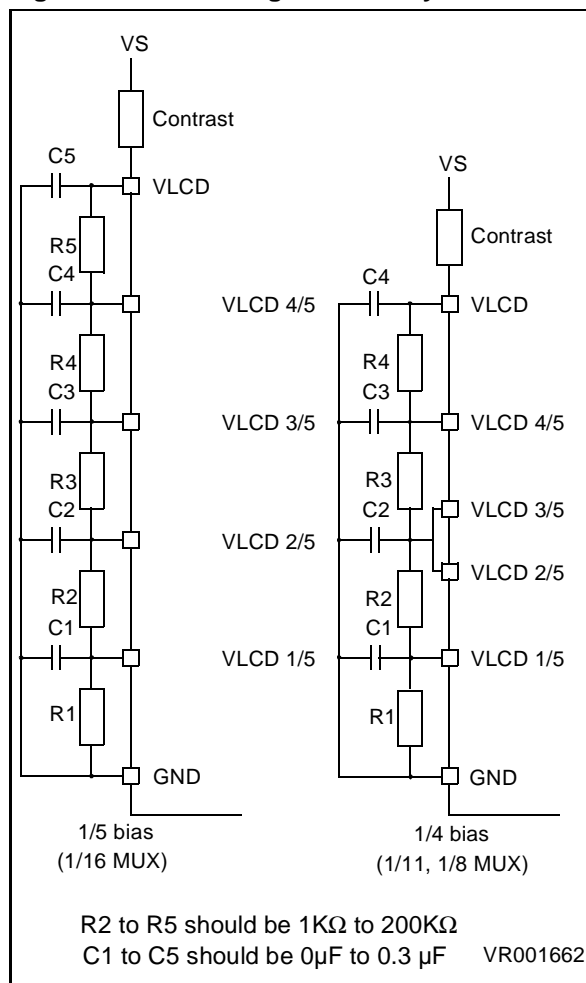 VS
Contrast
C5
VLCD
R5
C4
VLCD 4/5
R4
C3
VLCD 3/5
R3
C2
VLCD 2/5
R2
C1
VLCD 1/5
R1
GND
1/5 bias
(1/16 MUX)
VS
Contrast
C4
VLCD
R4
C3
VLCD 4/5
R3
VLCD 3/5
C2
VLCD 2/5
R2
C1
VLCD 1/5
R1
GND
1/4 bias
(1/11, 1/8 MUX)
R2 to R5 should be 1KΩ to 200KΩ
C1 to C5 should be 0µF to 0.3 µF
VR001662